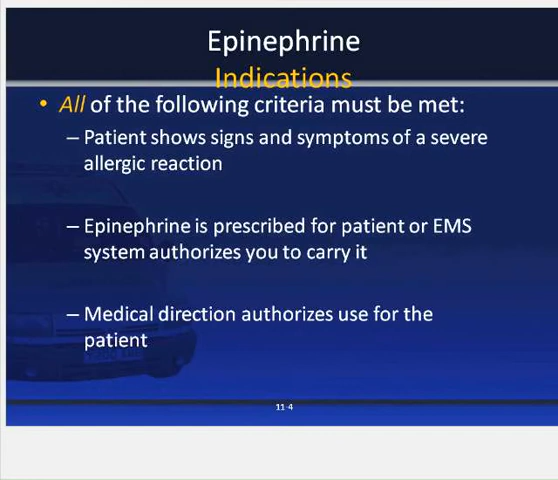 Epinephrine
Indications
• All of the following criteria must be met:
– Patient shows signs and symptoms of a severe
allergic reaction
– Epinephrine is prescribed for patient or EMS
system authorizes you to carry it
– Medical direction authorizes use for the
patient
11-4